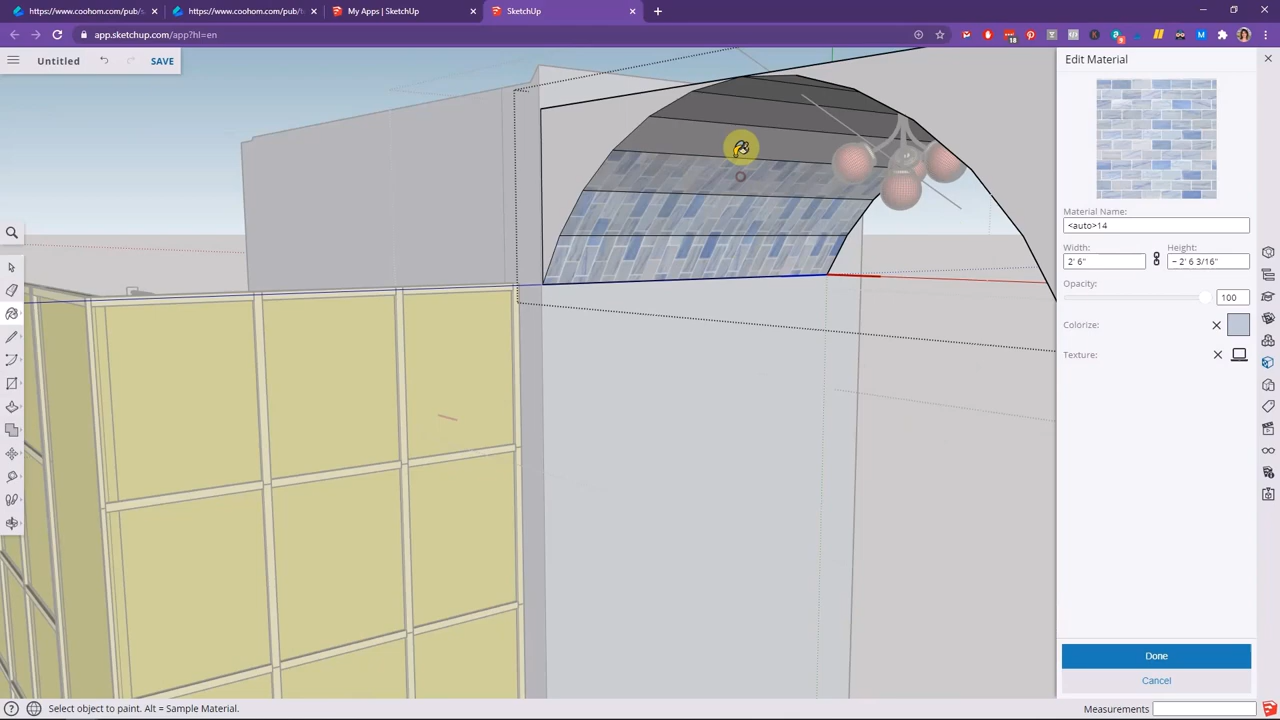 https://www.coohom.com/pub/s
https://www.coohom.com/pub/t
My Apps | SketchUp
SketchUp
app.sketchup.com/app?hl=en
Untitled
SAVE
Edit Material
Material Name:
<auto>14
Width:
Height:
2' 6"
~ 2' 6 3/16"
Opacity:
100
Colorize:
Texture:
Done
Cancel
Select object to paint. Alt = Sample Material.
Measurements